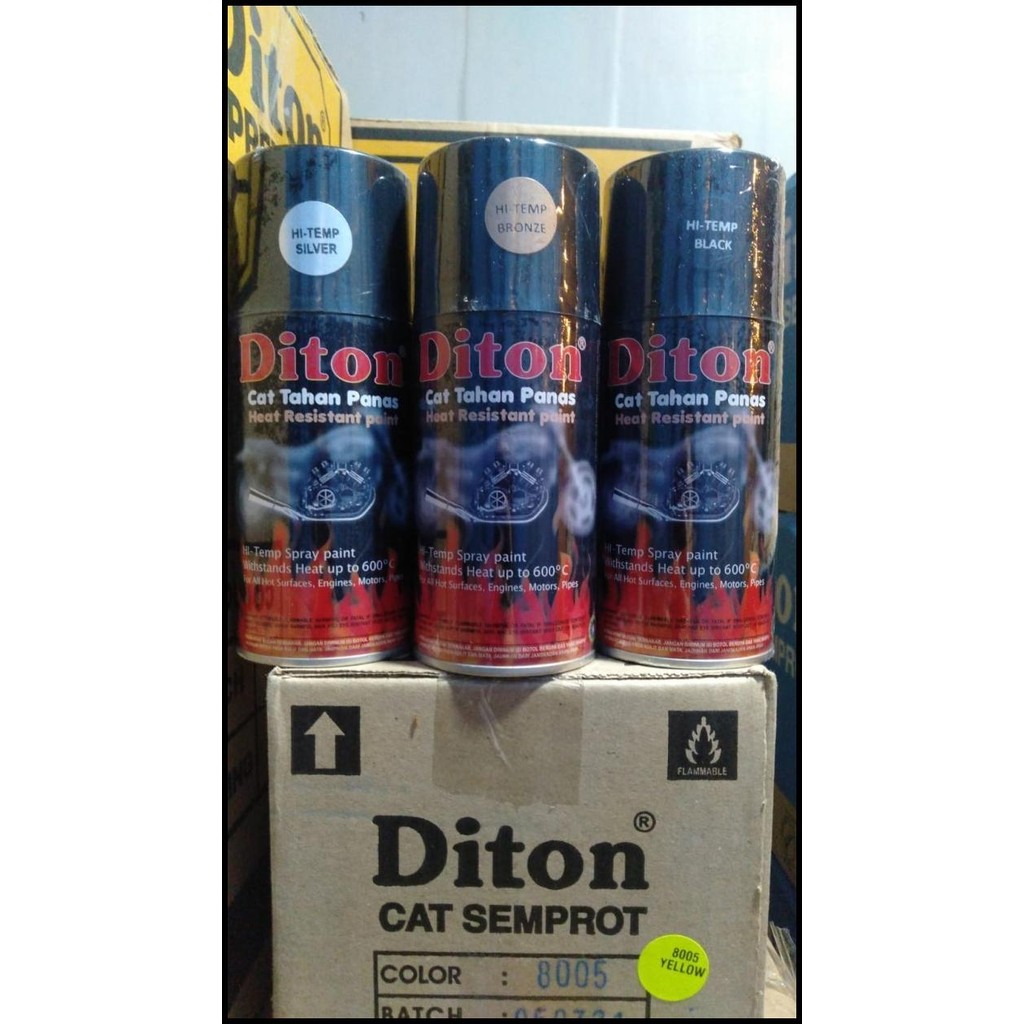 Diton®
HI-TEMP
SILVER
HI-TEMP
BRONZE
HI-TEMP
BLACK
Diton®
Cat Tahan Panas
Heat Resistant paint
HI-Temp Spray paint
Withstands Heat up to 600°C
For All Hot Surfaces, Engines, Motors, Pipes
Diton®
Cat Tahan Panas
Heat Resistant paint
HI-Temp Spray paint
Withstands Heat up to 600°C
For All Hot Surfaces, Engines, Motors, Pipes
Diton®
Cat Tahan Panas
Heat Resistant paint
HI-Temp Spray paint
Withstands Heat up to 600°C
For All Hot Surfaces, Engines, Motors, Pipes
FLAMMABLE
Diton®
CAT SEMPROT
COLOR : 8005
8005
YELLOW
BATCH :